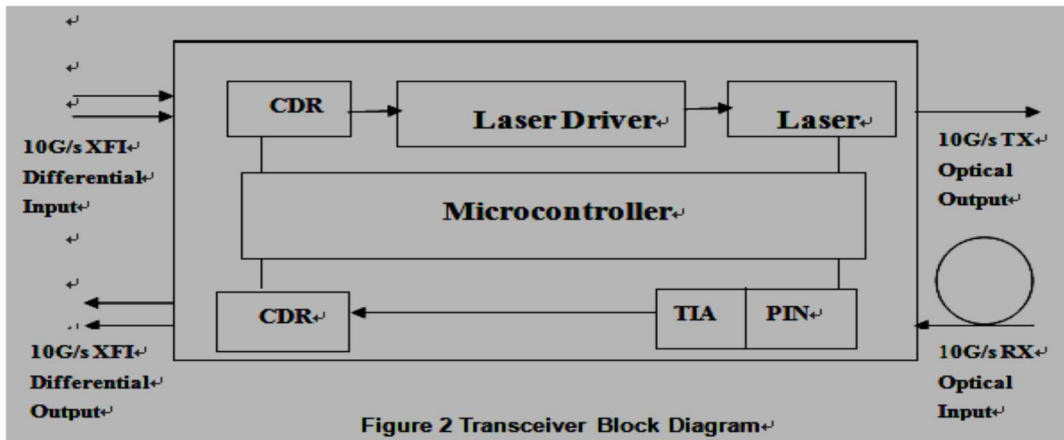 CDR
Laser Driver
Laser
10G/s XFI
Differential
Input
10G/s TX
Optical
Output
Microcontroller
CDR
TIA
PIN
10G/s XFI
Differential
Output
10G/s RX
Optical
Input
Figure 2 Transceiver Block Diagram